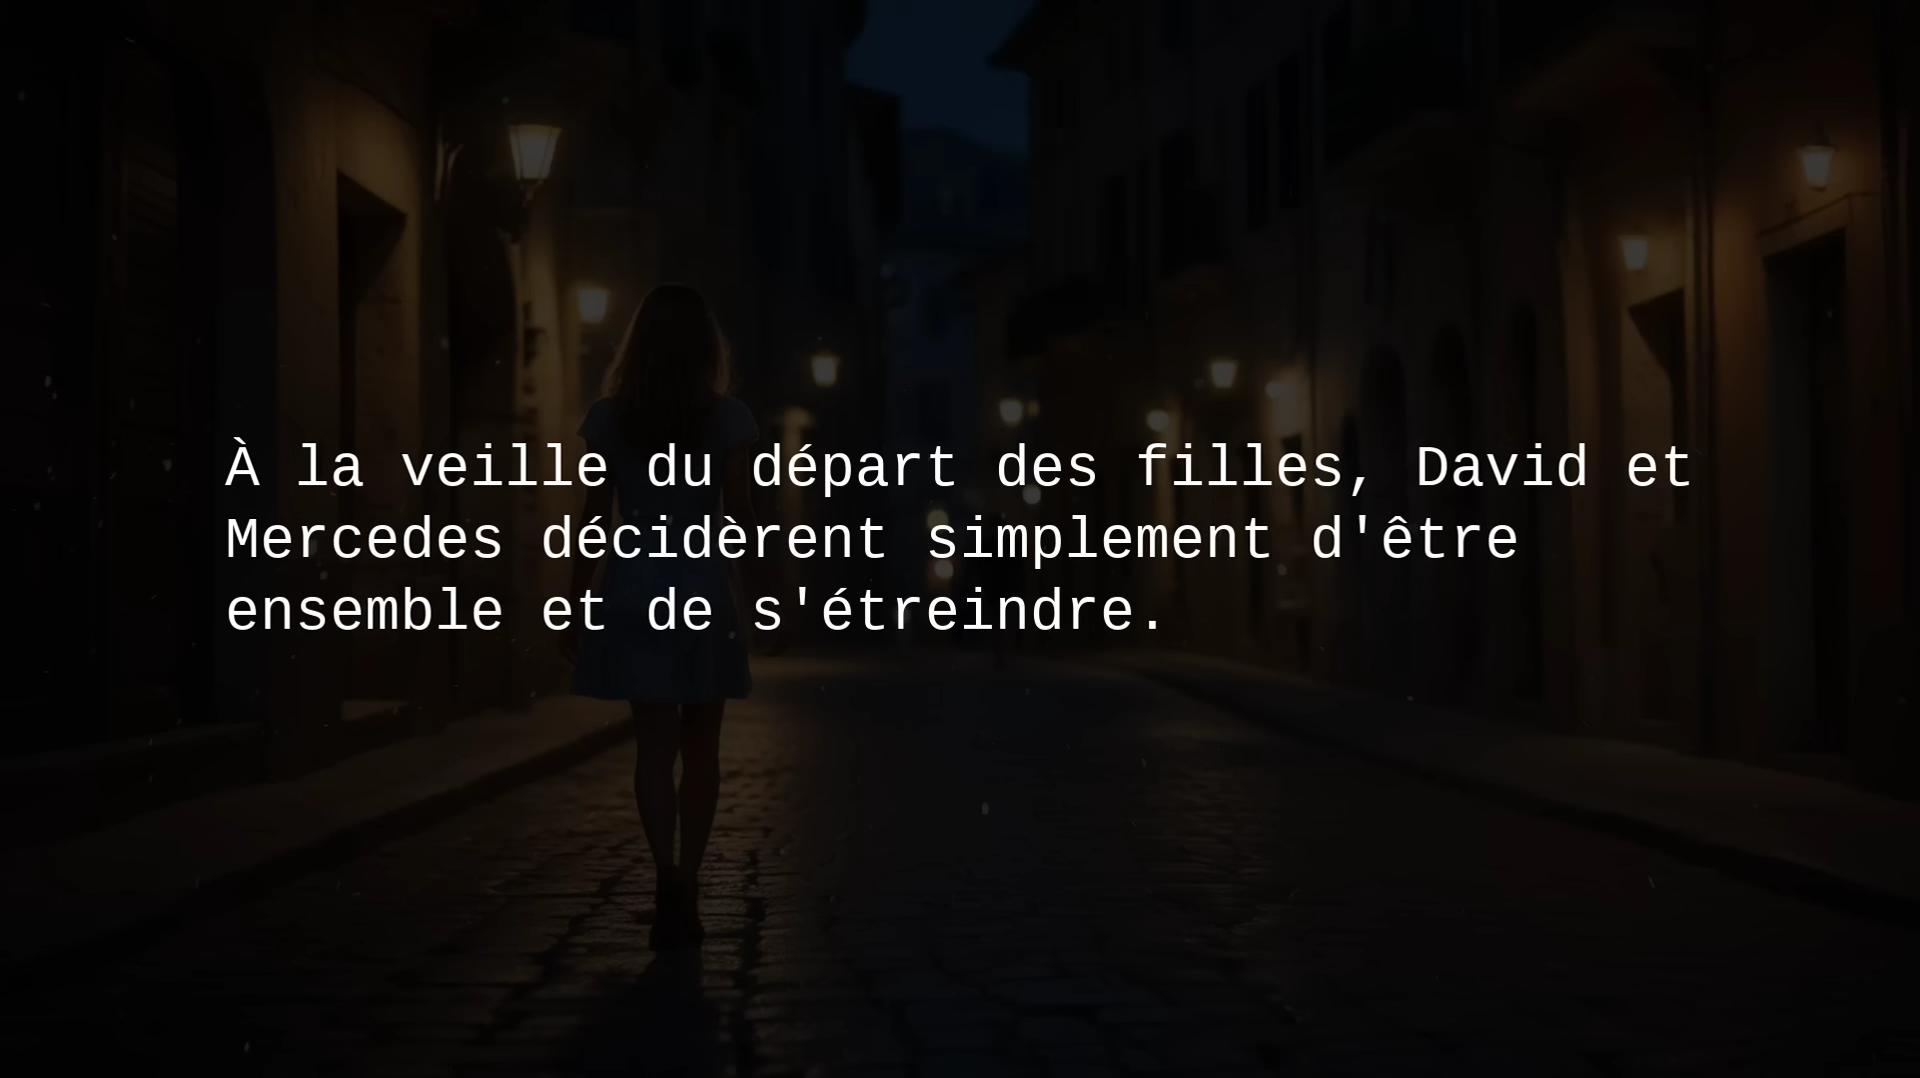 À la veille du départ des filles, David et
Mercedes décidèrent simplement d'être
ensemble et de s'étreindre.